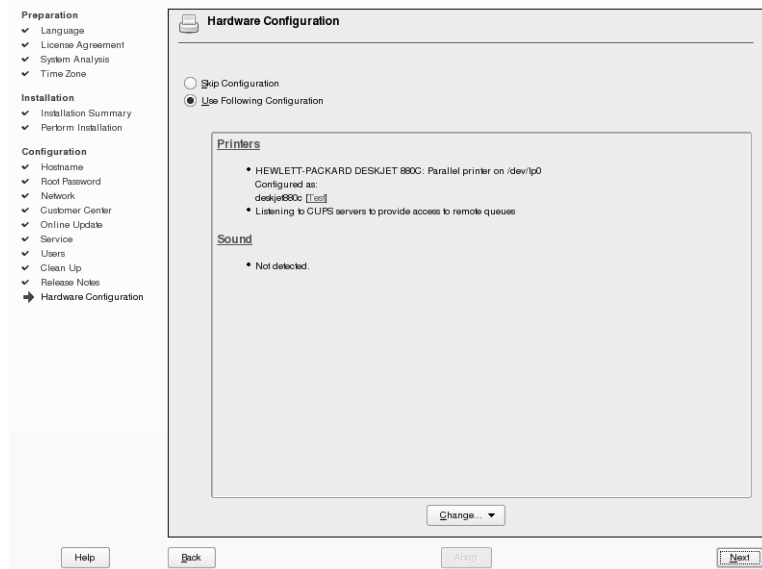 Preparation
Language
License Agreement
System Analysis
Time Zone
Installation
Installation Summary
Perform Installation
Configuration
Hostname
Root Password
Network
Customer Center
Online Update
Service
Users
Clean Up
Release Notes
Hardware Configuration
Hardware Configuration
Skip Configuration
Use Following Configuration
Printers
HEWLETT-PACKARD DESKJET 880C: Parallel printer on /dev/lp0
Configured as:
deskjet880c [Test]
Listening to CUPS servers to provide access to remote queues
Sound
Not detected.
Change...
Help
Back
Abort
Next